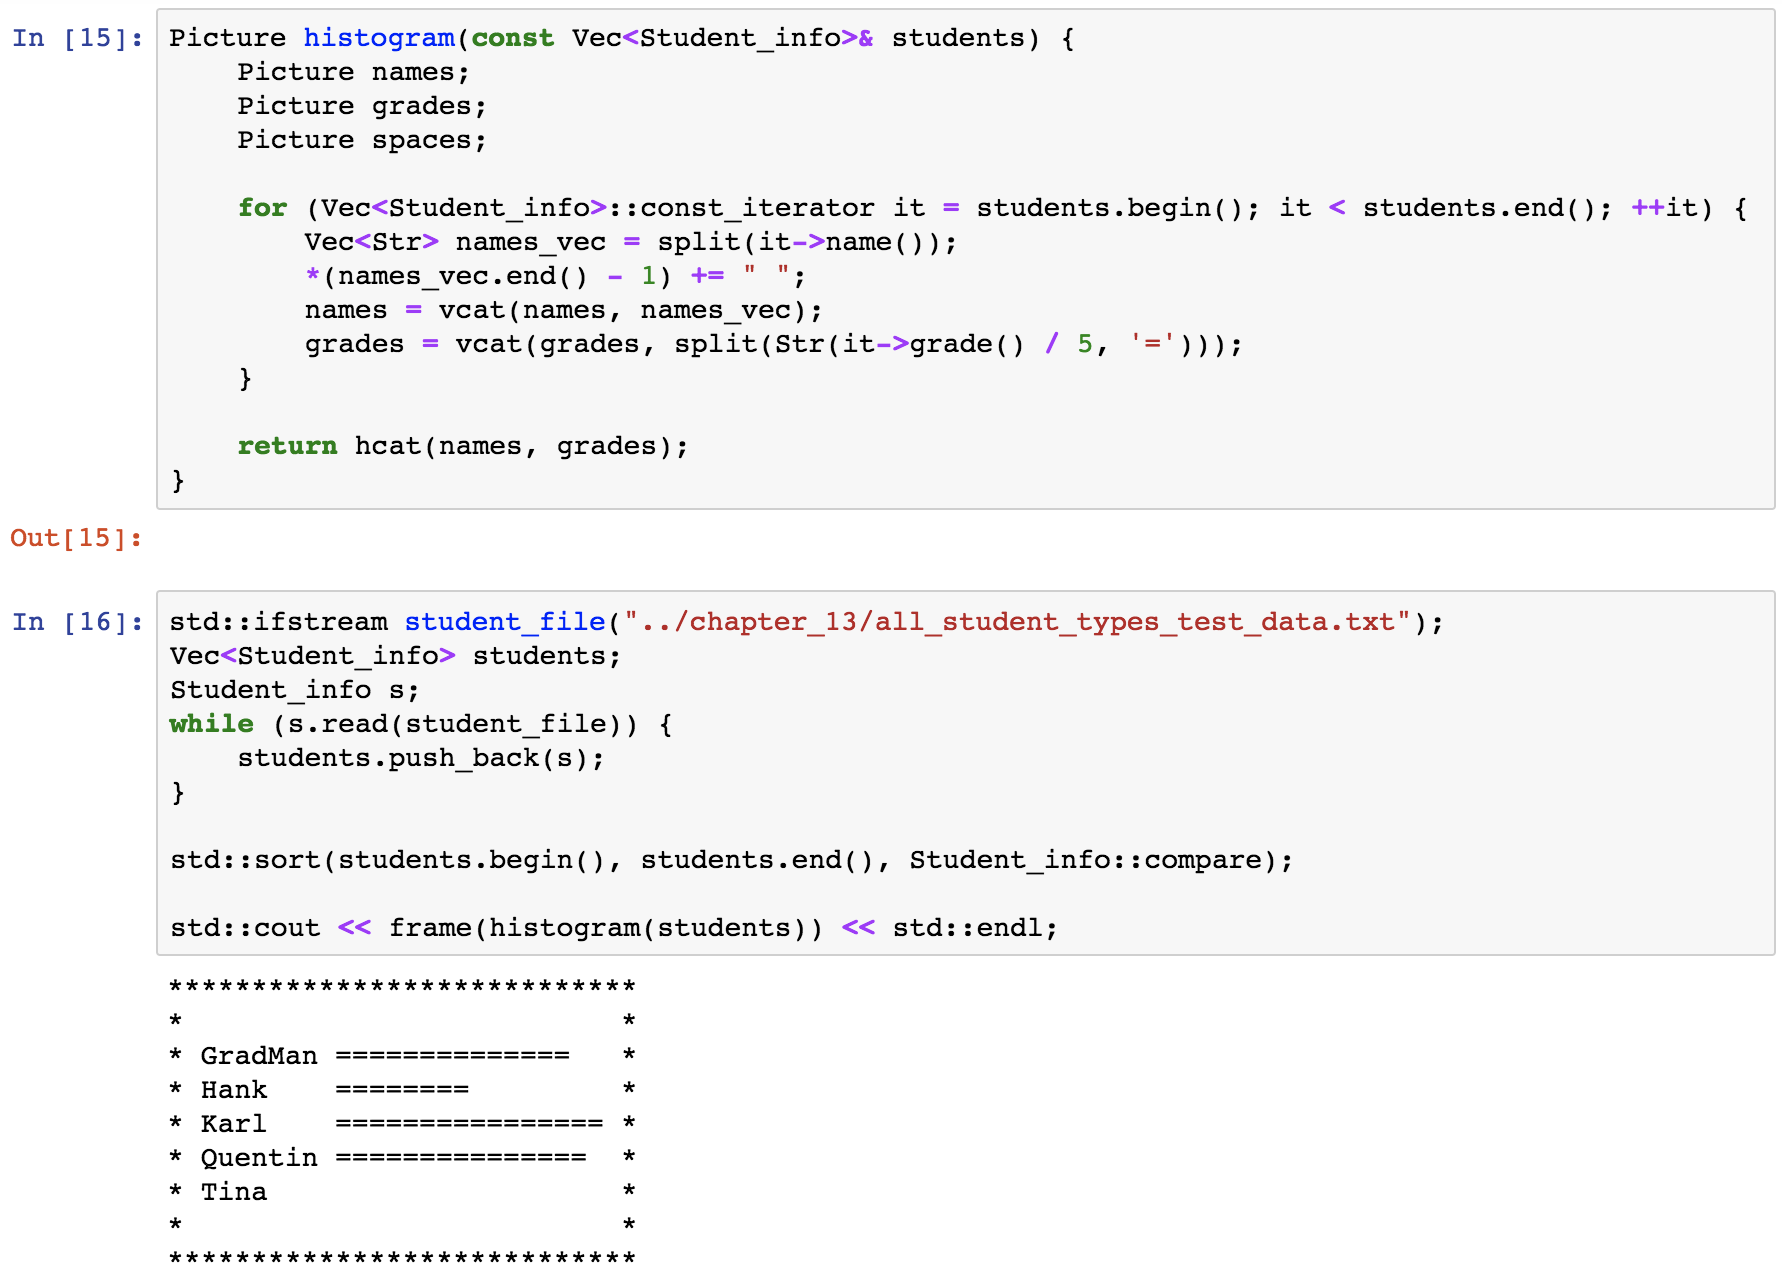 In [15]: Picture histogram(const Vec<Student_info>& students) {
    Picture names;
    Picture grades;
    Picture spaces;
    for (Vec<Student_info>::const_iterator it = students.begin(); it < students.end(); ++it) {
        Vec<Str> names_vec = split(it->name());
        *(names_vec.end() - 1) += " ";
        names = vcat(names, names_vec);
        grades = vcat(grades, split(Str(it->grade() / 5, '=')));
    }
    return hcat(names, grades);
}
Out[15]:
In [16]: std::ifstream student_file("../chapter_13/all_student_types_test_data.txt");
Vec<Student_info> students;
Student_info s;
while (s.read(student_file)) {
    students.push_back(s);
}
std::sort(students.begin(), students.end(), Student_info::compare);
std::cout << frame(histogram(students)) << std::endl;
****************************
*                          *
* GradMan ==============   *
* Hank    ========         *
* Karl    ================ *
* Quentin ===============  *
* Tina                     *
*                          *
****************************